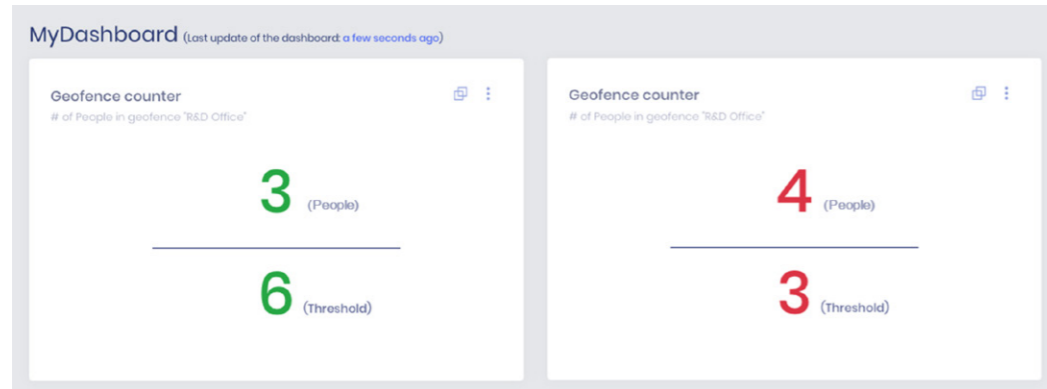 MyDashboard (Last update of the dashboard: a few seconds ago)
Geofence counter
# of People in geofence "R&D Office"
3 (People)
6 (Threshold)
Geofence counter
# of People in geofence "R&D Office"
4 (People)
3 (Threshold)